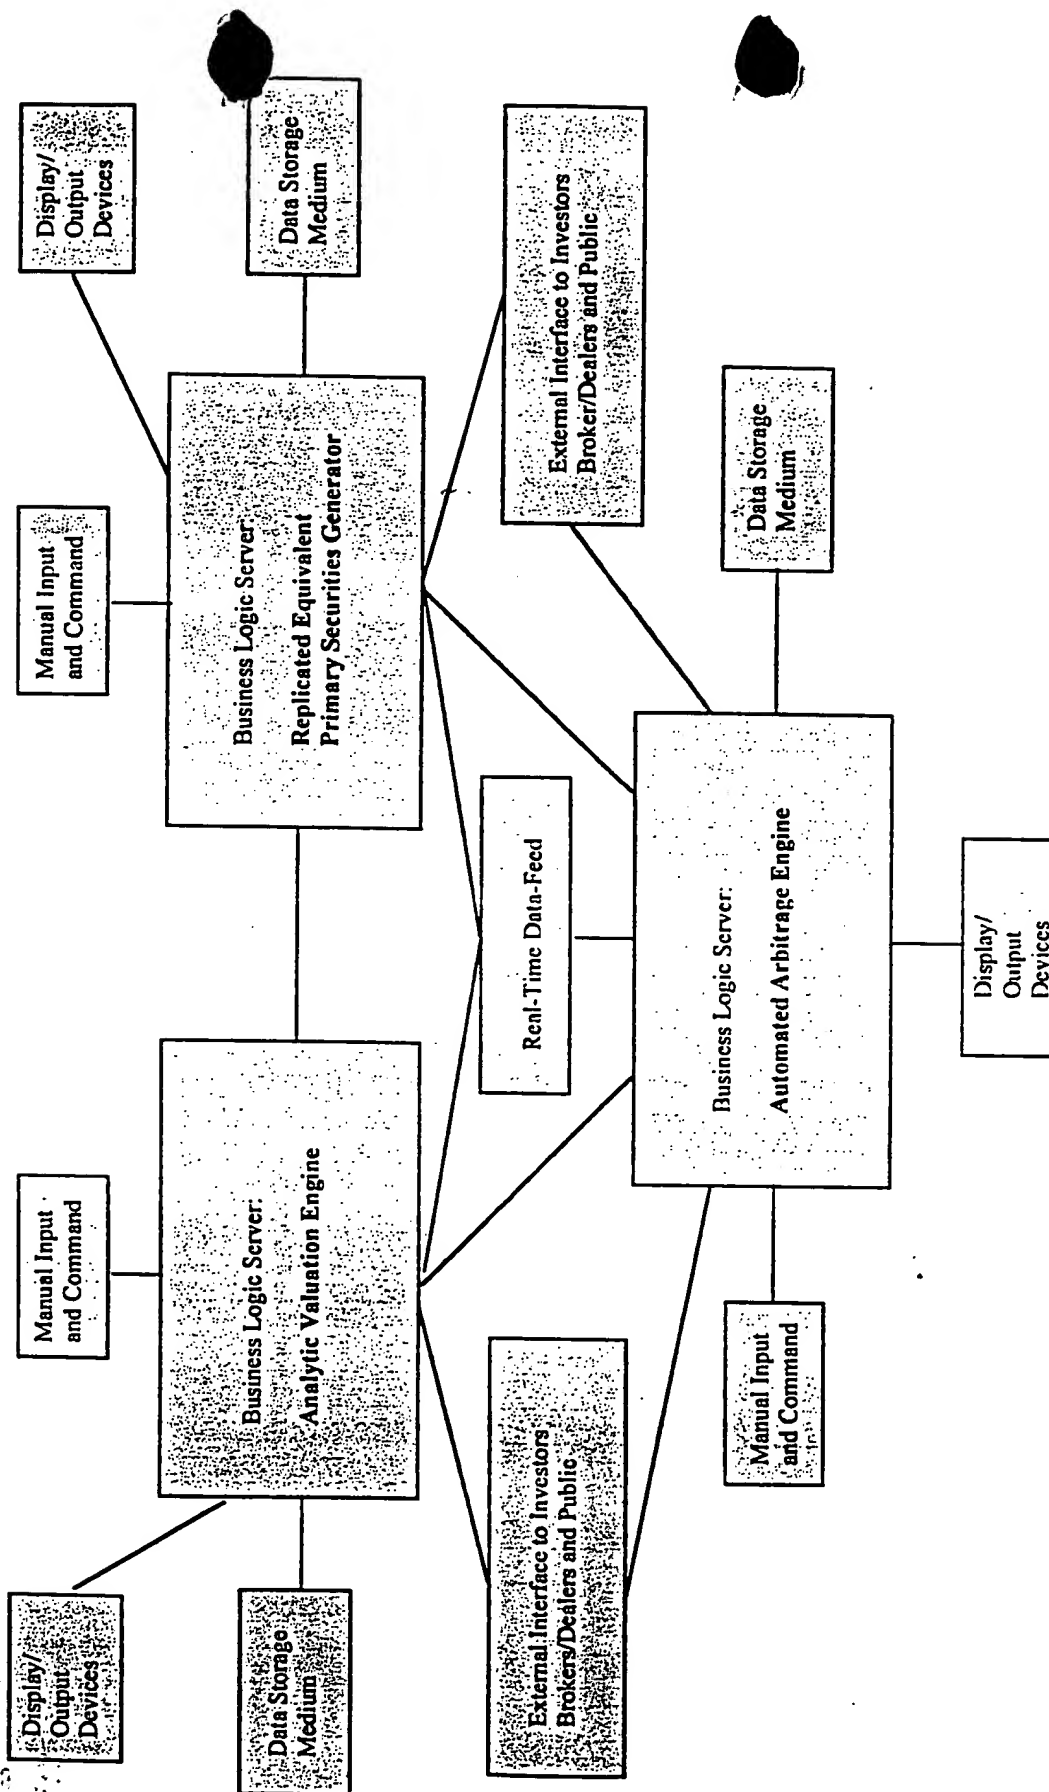 Display/
Output
Devices
Manual Input
and Command
Manual Input
and Command
Display/
Output
Devices
Data Storage
Medium
Business Logic Server:
Analytic Valuation Engine
Business Logic Server:
Replicated Equivalent
Primary Securities Generator
Data Storage
Medium
External Interface to Investors
Brokers/Dealers and Public
Real-Time Data-Feed
External Interface to Investors
Broker/Dealers and Public
Manual Input
and Command
Business Logic Server:
Automated Arbitrage Engine
Data Storage
Medium
Display/
Output
Devices